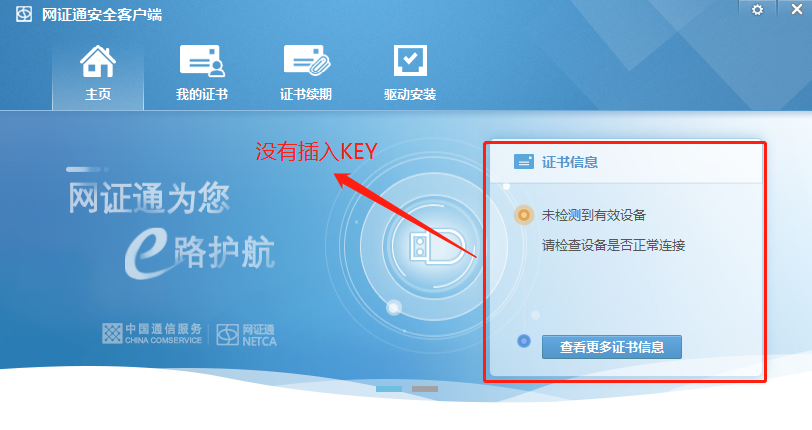 网证通安全客户端
主页
我的证书
证书续期
驱动安装
没有插入KEY
证书信息
网证通为您
e路护航
未检测到有效设备
请检查设备是否正常连接
中国通信服务
CHINA COMSERVICE
网证通
NETCA
查看更多证书信息